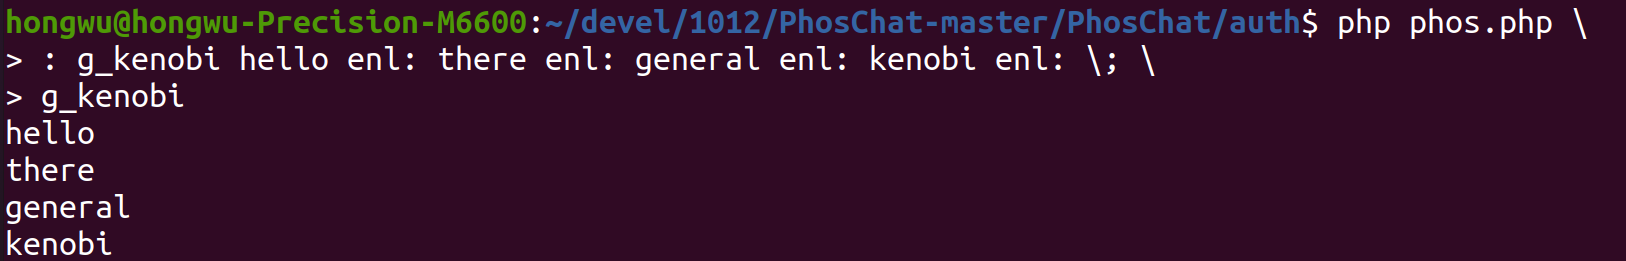 hongwu@hongwu-Precision-M6600:~/devel/1012/PhosChat-master/PhosChat/auth$ php phos.php \
> : g_kenobi hello enl: there enl: general enl: kenobi enl: \; \
> g_kenobi
hello
there
general
kenobi